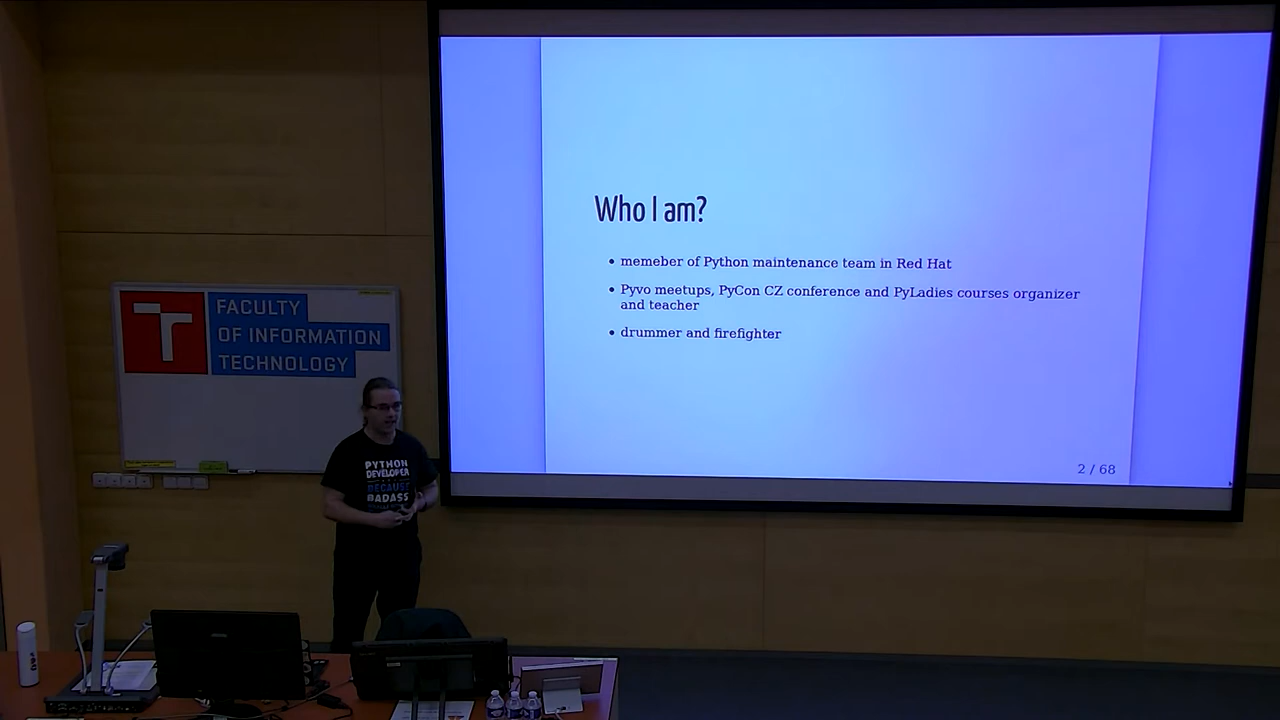 Who I am?
• memeber of Python maintenance team in Red Hat
• Pyvo meetups, PyCon CZ conference and PyLadies courses organizer
and teacher
• drummer and firefighter
2 / 68
T
FACULTY
OF INFORMATION
TECHNOLOGY
PYTHON
DEVELOPER
BECAUSE
BADASS